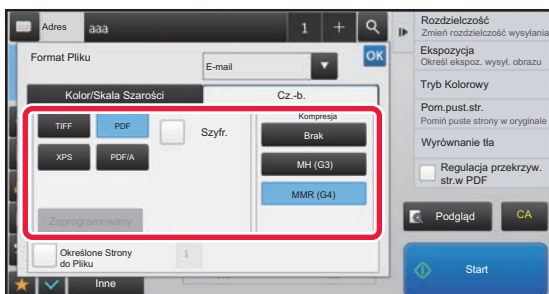 Adres aaa 1 +
Format Pliku
E-mail
OK
Kolor/Skala Szarości
Cz.-b.
TIFF
PDF
Szyfr.
XPS
PDF/A
Zaprogramowany
Kompresja
Brak
MH (G3)
MMR (G4)
Określone Strony
do Pliku
1
Inne
Rozdzielczość
Zmień rozdzielczość wysyłania
Ekspozycja
Określ ekspoz. wysył. obrazu
Tryb Kolorowy
Pom.pust.str.
Pomiń puste strony w oryginale
Wyrównanie tła
Regulacja przekrzyw.
str.w PDF
Podgląd
CA
Start